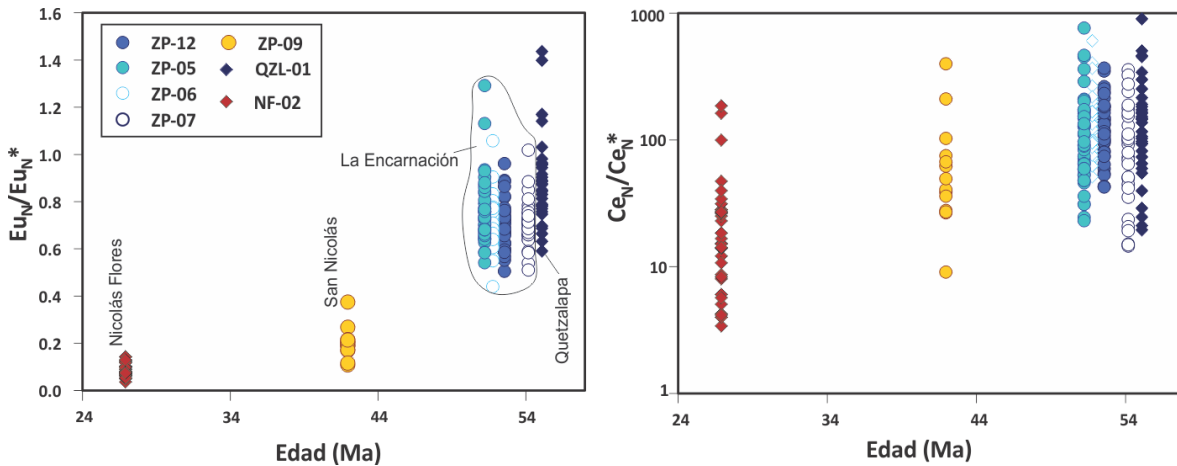 1.6
1.4
1.2
1.0
0.8
0.6
0.4
0.2
0.0
EuN/EuN*
ZP-12
ZP-05
ZP-06
ZP-07
ZP-09
QZL-01
NF-02
La Encarnación
Nicolás Flores
San Nicolás
Quetzalapa
24
34
44
54
Edad (Ma)
1000
100
10
1
CeN/CeN*
24
34
44
54
Edad (Ma)